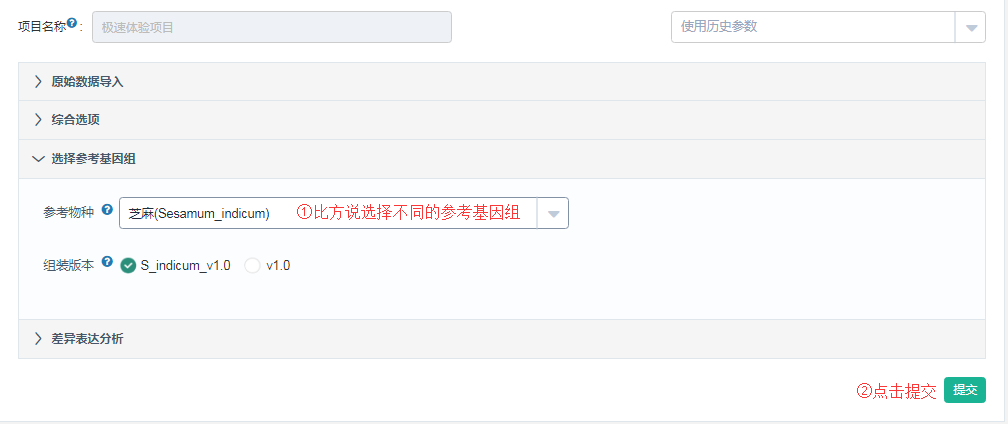 项目名称?: 极速体验项目 使用历史参数
原始数据导入
综合选项
选择参考基因组
参考物种 ? 芝麻(Sesamum_indicum) ①比方说选择不同的参考基因组
组装版本 ? S_indicum_v1.0 v1.0
差异表达分析
②点击提交 提交